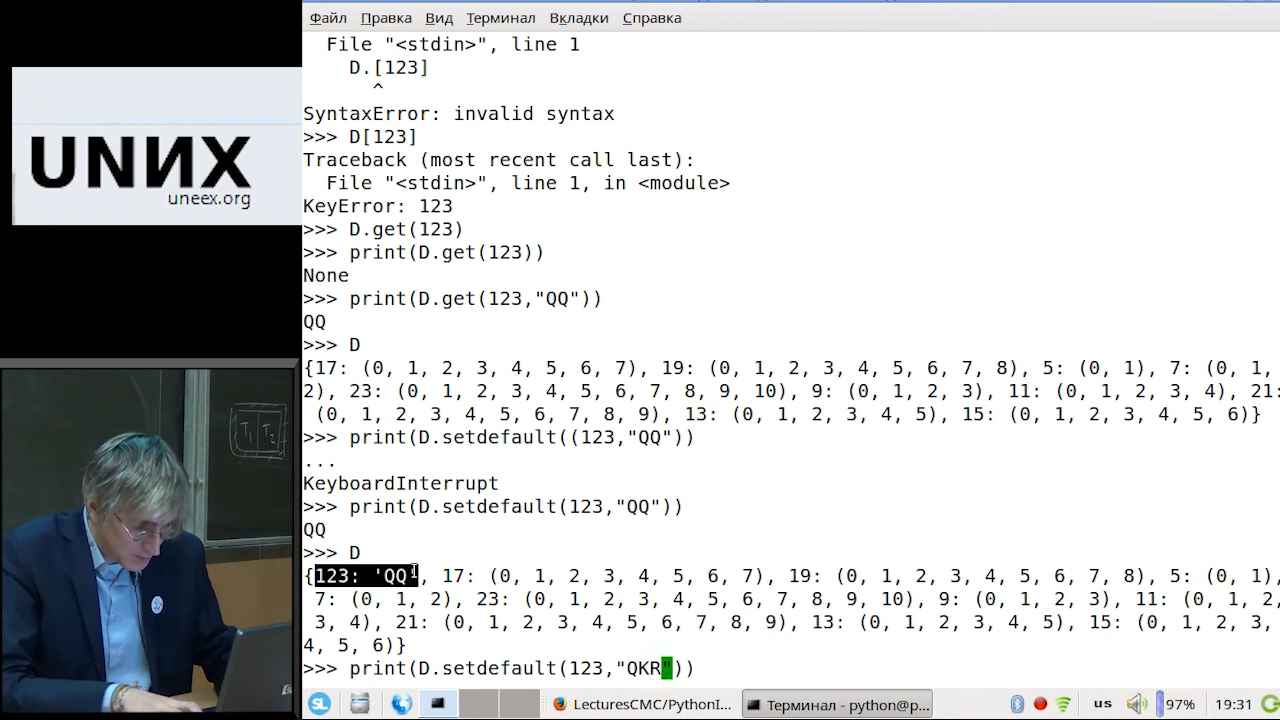 Файл Правка Вид Терминал Вкладки Справка
File "<stdin>", line 1
D.[123]
^
SyntaxError: invalid syntax
>>> D[123]
Traceback (most recent call last):
File "<stdin>", line 1, in <module>
KeyError: 123
>>> D.get(123)
>>> print(D.get(123))
None
>>> print(D.get(123,"QQ"))
QQ
>>> D
{17: (0, 1, 2, 3, 4, 5, 6, 7), 19: (0, 1, 2, 3, 4, 5, 6, 7, 8), 5: (0, 1), 7: (0, 1,
2), 23: (0, 1, 2, 3, 4, 5, 6, 7, 8, 9, 10), 9: (0, 1, 2, 3), 11: (0, 1, 2, 3, 4), 21:
(0, 1, 2, 3, 4, 5, 6, 7, 8, 9), 13: (0, 1, 2, 3, 4, 5), 15: (0, 1, 2, 3, 4, 5, 6)}
>>> print(D.setdefault((123,"QQ"))
...
KeyboardInterrupt
>>> print(D.setdefault(123,"QQ"))
QQ
>>> D
{123: 'QQ', 17: (0, 1, 2, 3, 4, 5, 6, 7), 19: (0, 1, 2, 3, 4, 5, 6, 7, 8), 5: (0, 1),
7: (0, 1, 2), 23: (0, 1, 2, 3, 4, 5, 6, 7, 8, 9, 10), 9: (0, 1, 2, 3), 11: (0, 1, 2,
3, 4), 21: (0, 1, 2, 3, 4, 5, 6, 7, 8, 9), 13: (0, 1, 2, 3, 4, 5), 15: (0, 1, 2, 3,
4, 5, 6)}
>>> print(D.setdefault(123,"QKR"))
LecturesCMC/PythonI... Терминал - python@p... us 97% 19:31
UNИX
uneex.org
T1 T2